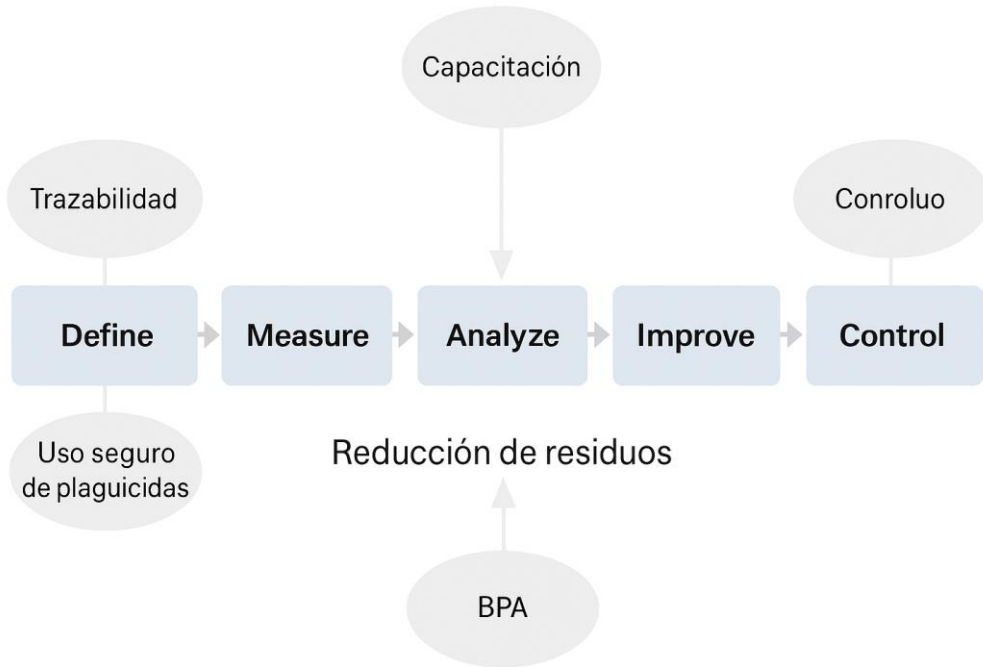 Capacitación
Trazabilidad
Conroluo
Define
Measure
Analyze
Improve
Control
Uso seguro
de plaguicidas
Reducción de residuos
BPA